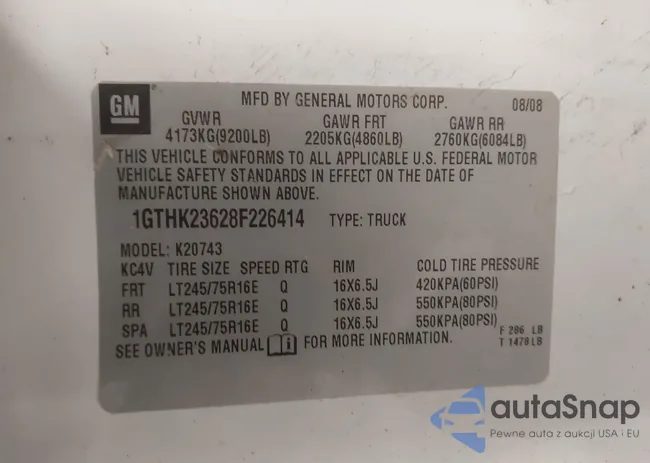 GM
MFD BY GENERAL MOTORS CORP. 08/08
GVWR GAWR FRT GAWR RR
4173KG(9200LB) 2205KG(4860LB) 2760KG(6084LB)
THIS VEHICLE CONFORMS TO ALL APPLICABLE U.S. FEDERAL MOTOR
VEHICLE SAFETY STANDARDS IN EFFECT ON THE DATE OF
MANUFACTURE SHOWN ABOVE.
1GTHK23628F226414 TYPE: TRUCK
MODEL: K20743
KC4V TIRE SIZE SPEED RTG RIM COLD TIRE PRESSURE
FRT LT245/75R16E Q 16X6.5J 420KPA(60PSI)
RR LT245/75R16E Q 16X6.5J 550KPA(80PSI)
SPA LT245/75R16E Q 16X6.5J 550KPA(80PSI)
F 286 LB
T 1478 LB
SEE OWNER'S MANUAL i FOR MORE INFORMATION.
autaSnap
Pewne auta z aukcji USA i EU